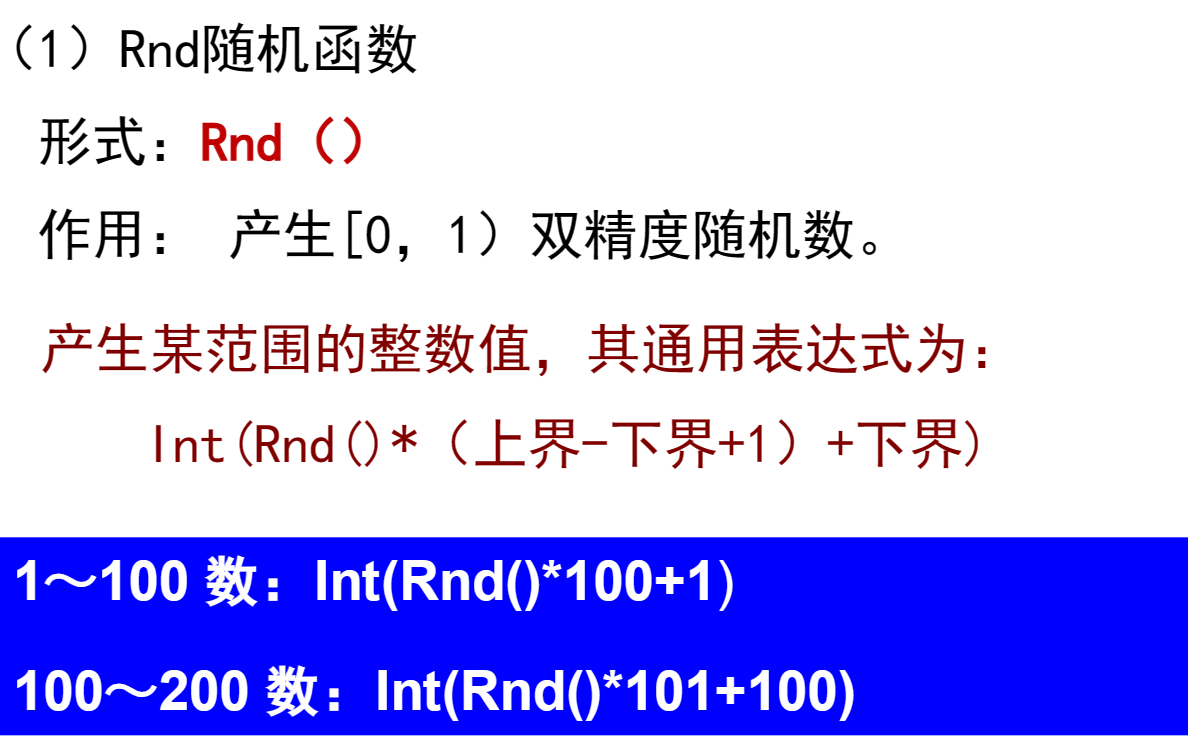 （1）Rnd随机函数
形式：Rnd（）
作用： 产生[0，1）双精度随机数。
产生某范围的整数值，其通用表达式为：
Int(Rnd()*（上界-下界+1）+下界)
1～100 数：Int(Rnd()*100+1)
100～200 数：Int(Rnd()*101+100)